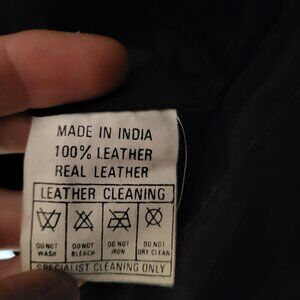 MADE IN INDIA
100% LEATHER
REAL LEATHER
LEATHER CLEANING
DO NOT WASH
DO NOT BLEACH
DO NOT IRON
DO NOT DRY CLEAN
SPECIALIST CLEANING ONLY